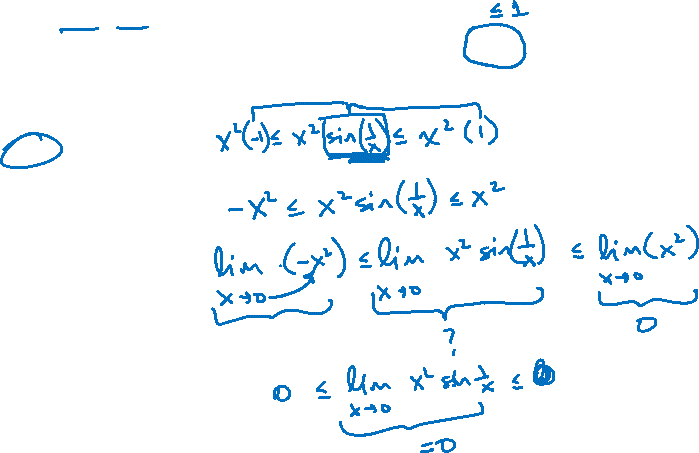 ≤ 1
x²(-1) ≤ x² sin(1/x) ≤ x² (1)
-x² ≤ x² sin(1/x) ≤ x²
lim x→0 (-x²) ≤ lim x→0 x² sin(1/x) ≤ lim x→0 (x²)
? 0
0 ≤ lim x→0 x² sin 1/x ≤ 0
=0